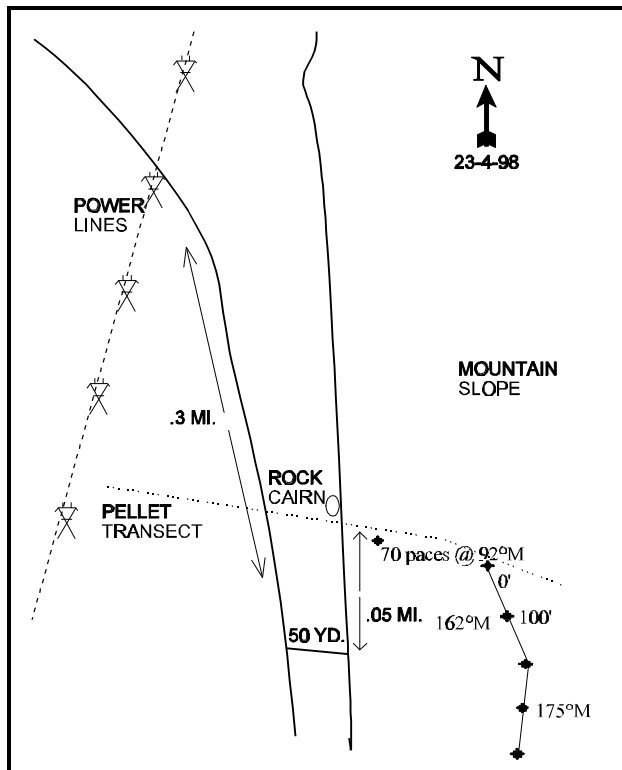 N
23-4-98
POWER
LINES
MOUNTAIN
SLOPE
.3 MI.
ROCK
CAIRN
PELLET
TRANSECT
70 paces @ 92°M
0'
.05 MI.
162°M
100'
50 YD.
175°M